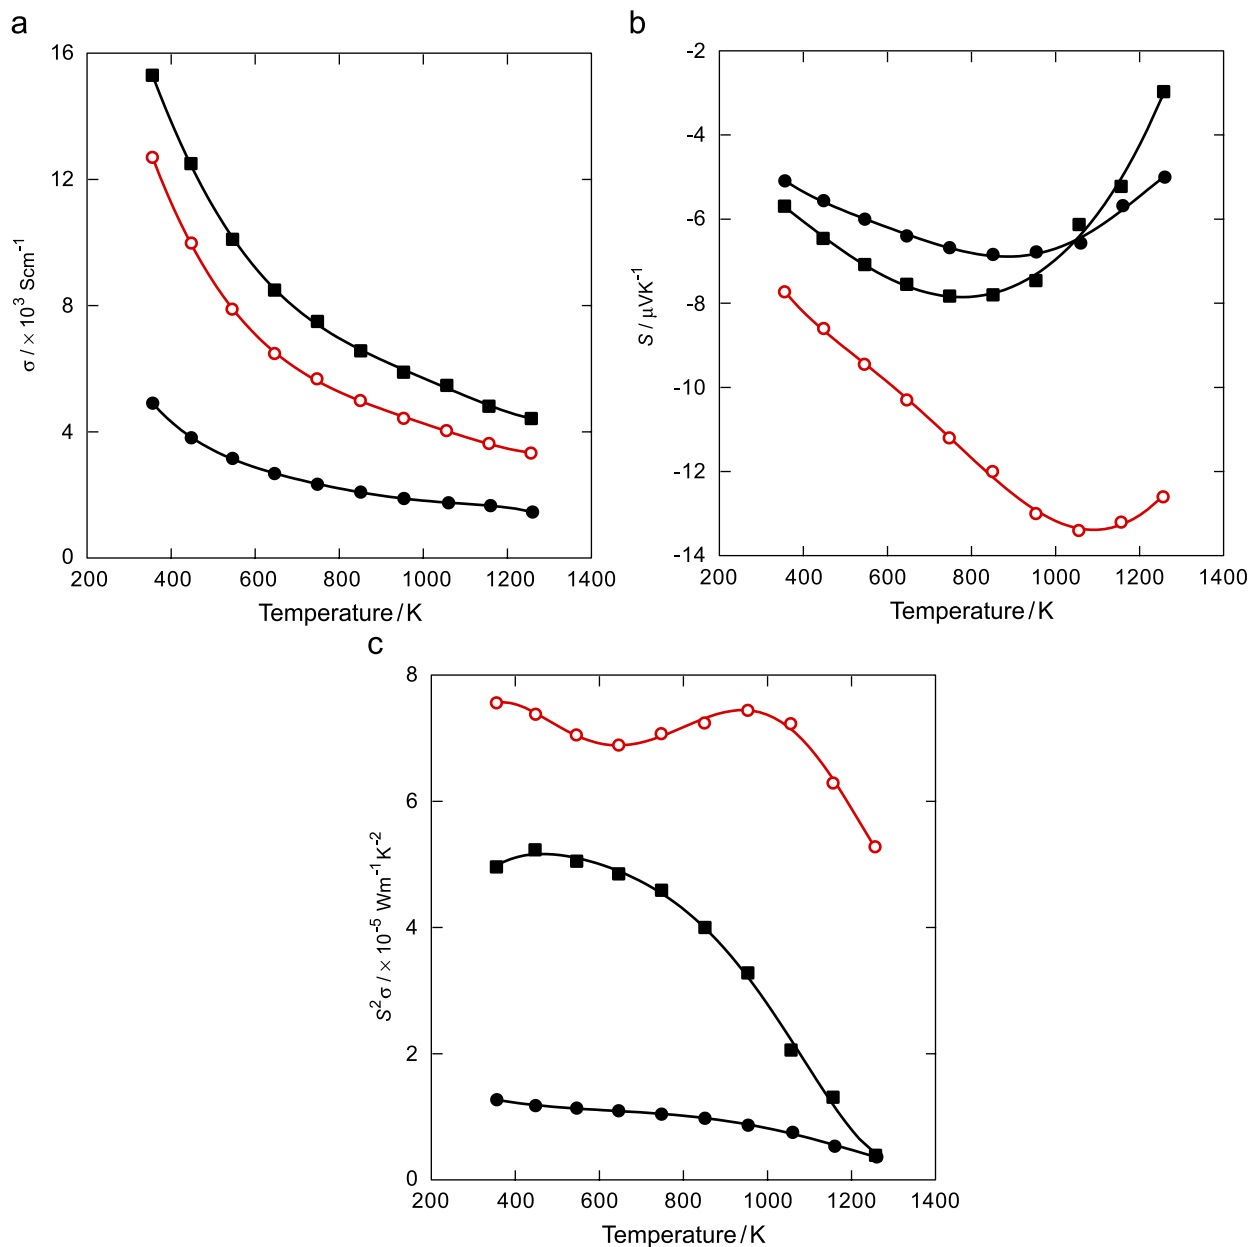 a
16
12
8
4
0
σ / × 10³ Scm⁻¹
200 400 600 800 1000 1200 1400
Temperature / K
b
-2
-4
-6
-8
-10
-12
-14
S / μVK⁻¹
200 400 600 800 1000 1200 1400
Temperature / K
c
8
6
4
2
0
S²σ / × 10⁻⁵ Wm⁻¹K⁻²
200 400 600 800 1000 1200 1400
Temperature / K